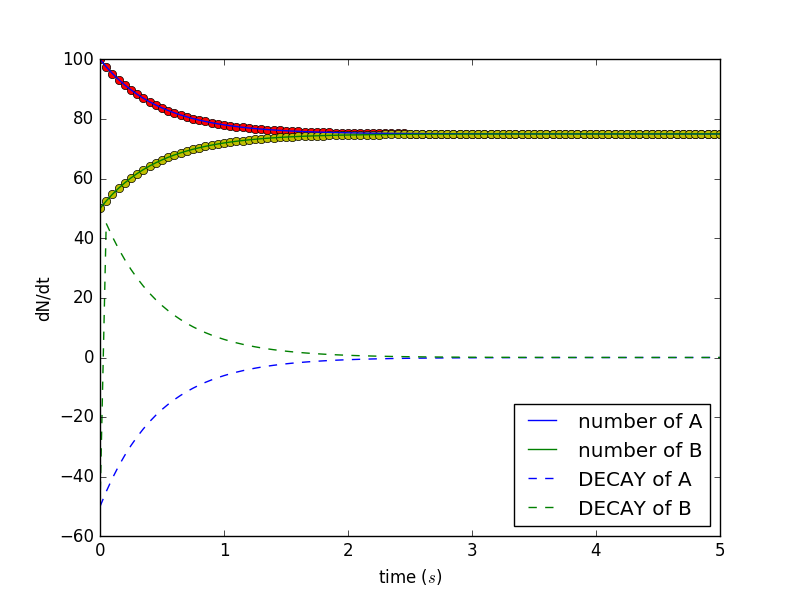 100
80
60
40
20
0
−20
−40
−60
dN/dt
0 1 2 3 4 5
time (s)
number of A
number of B
DECAY of A
DECAY of B